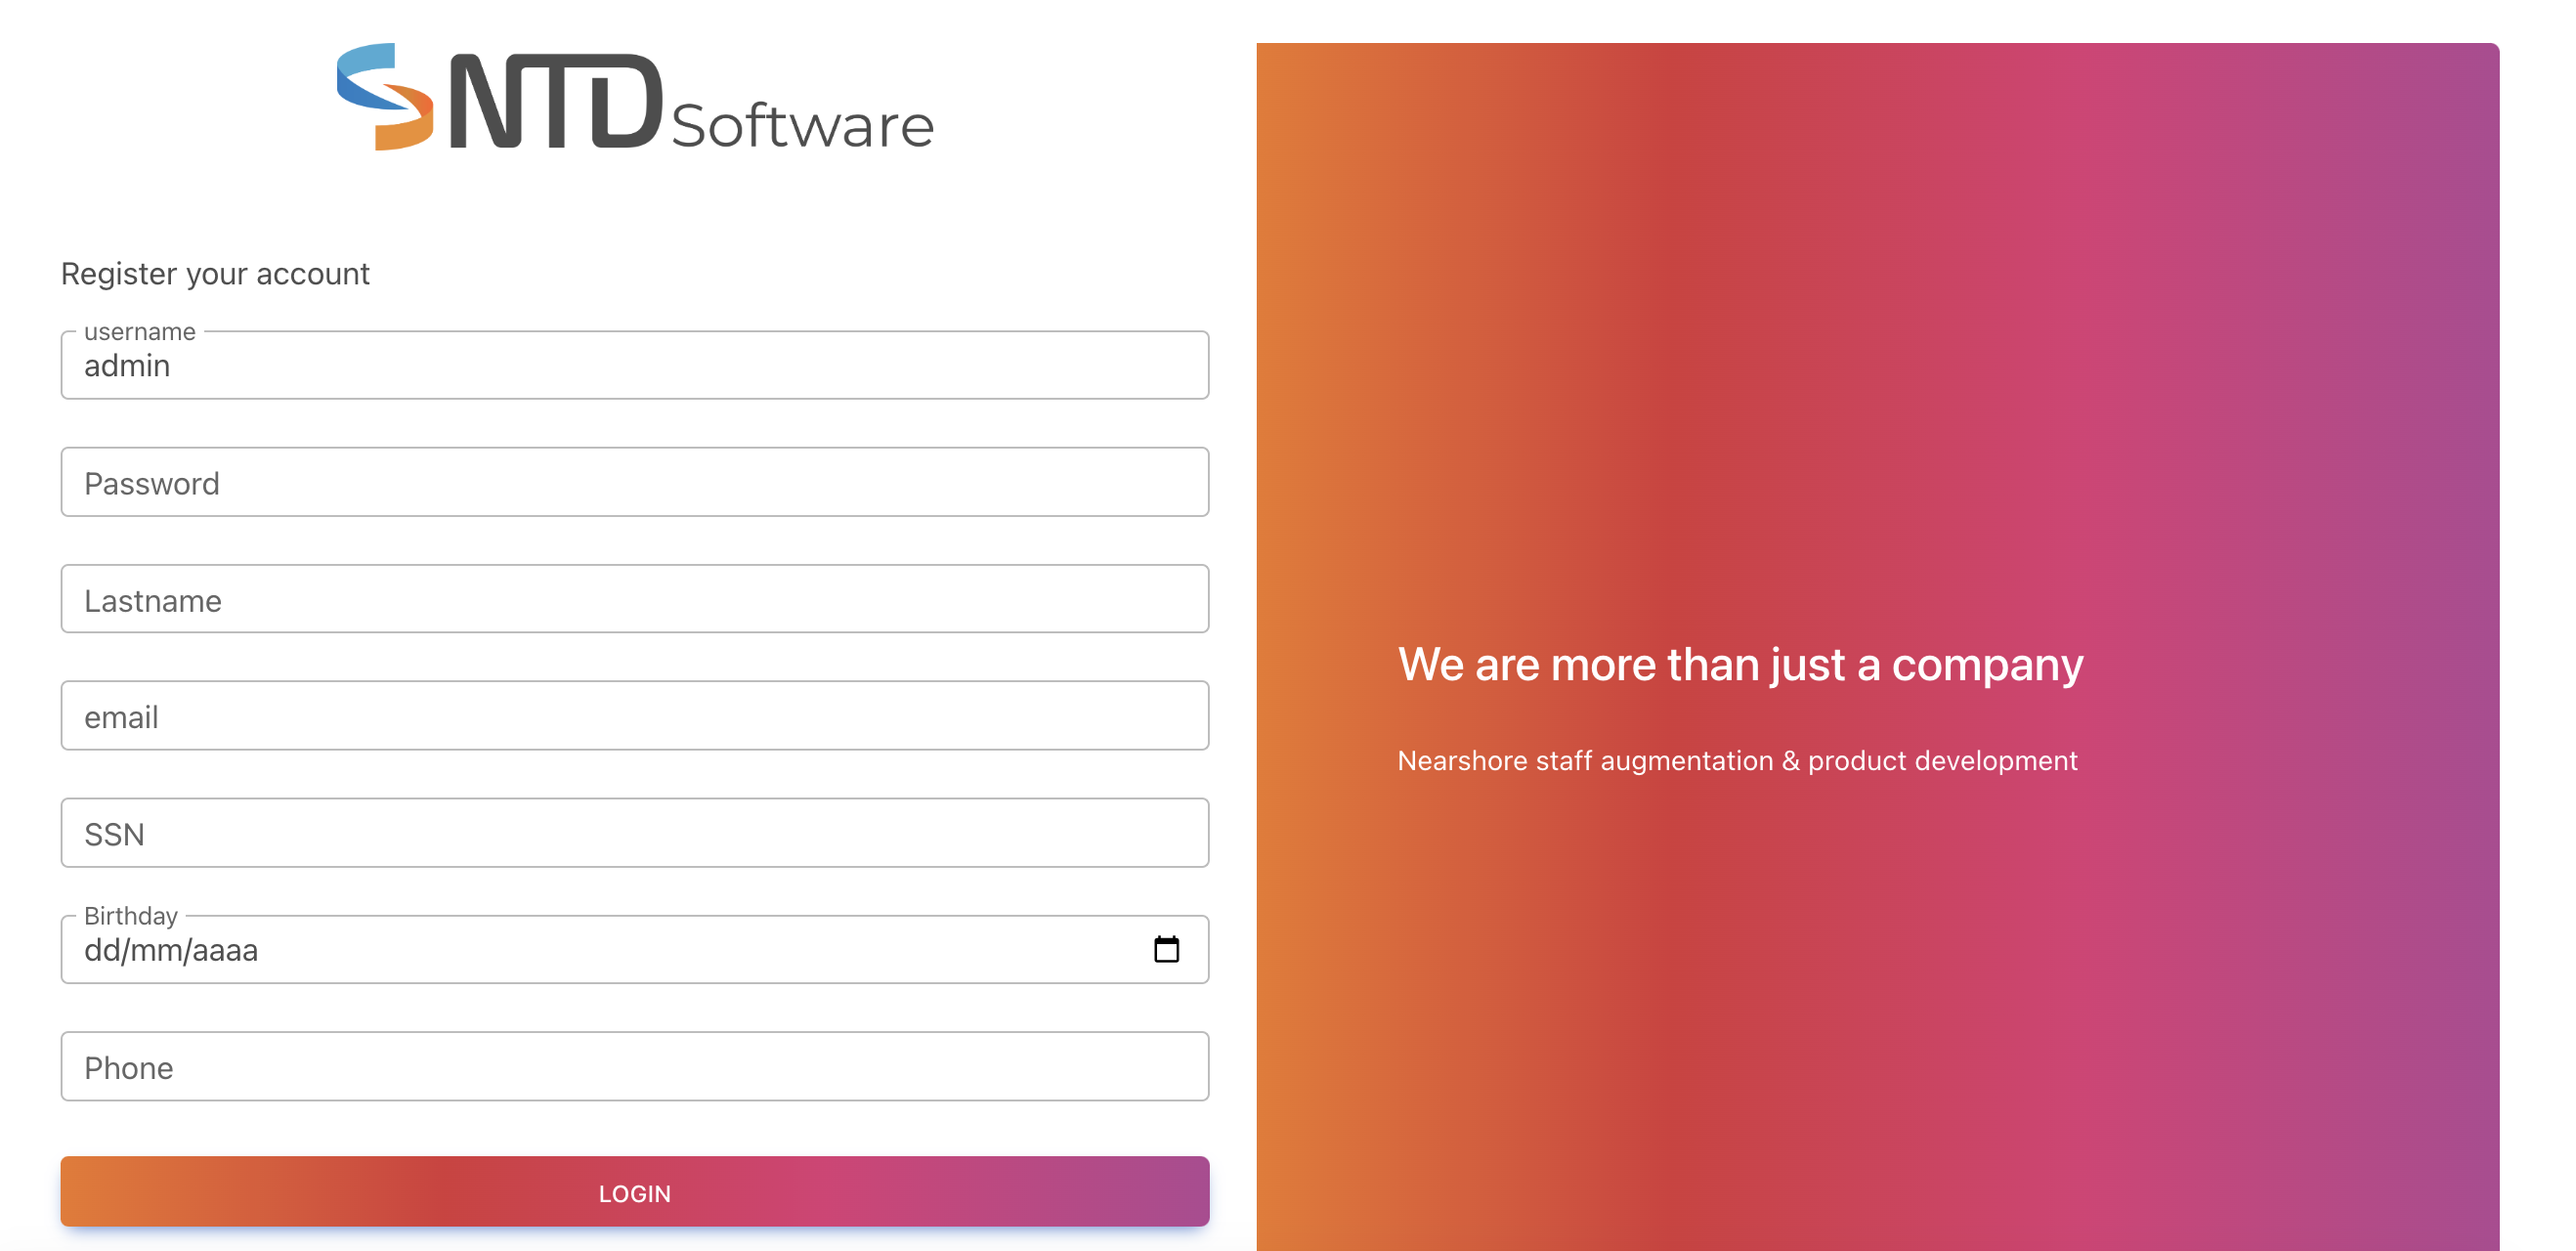 NTD Software
Register your account
username
admin
Password
Lastname
email
SSN
Birthday
dd/mm/aaaa
Phone
LOGIN
We are more than just a company
Nearshore staff augmentation & product development